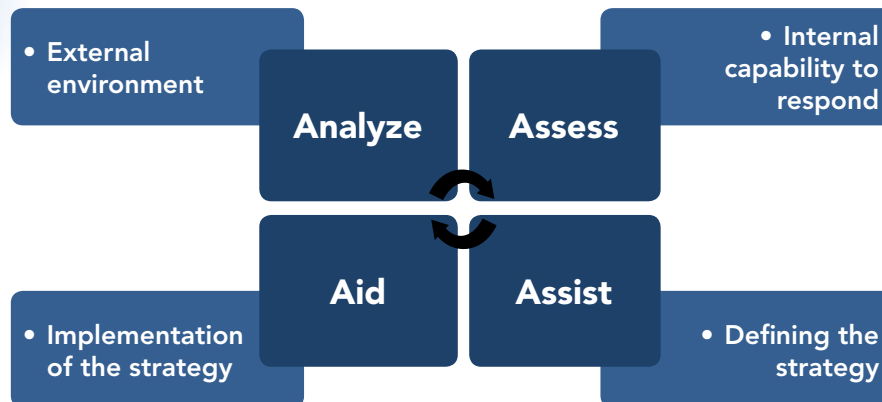 • External
environment
Analyze
Assess
• Internal
capability to
respond
• Implementation
of the strategy
Aid
Assist
• Defining the
strategy